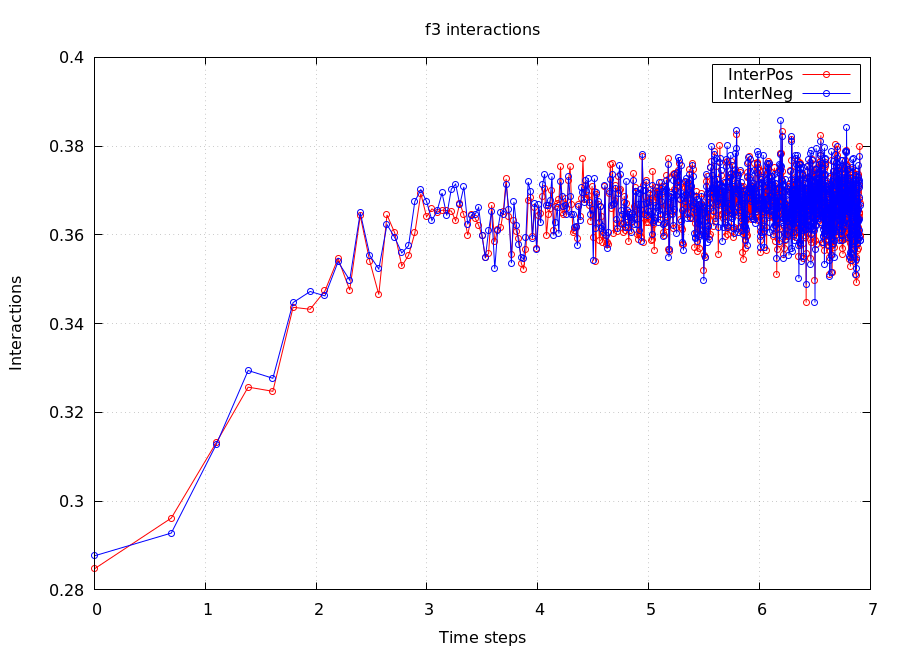 f3 interactions
InterPos
InterNeg
0.4
0.38
0.36
0.34
0.32
0.3
0.28
Interactions
0 1 2 3 4 5 6 7
Time steps